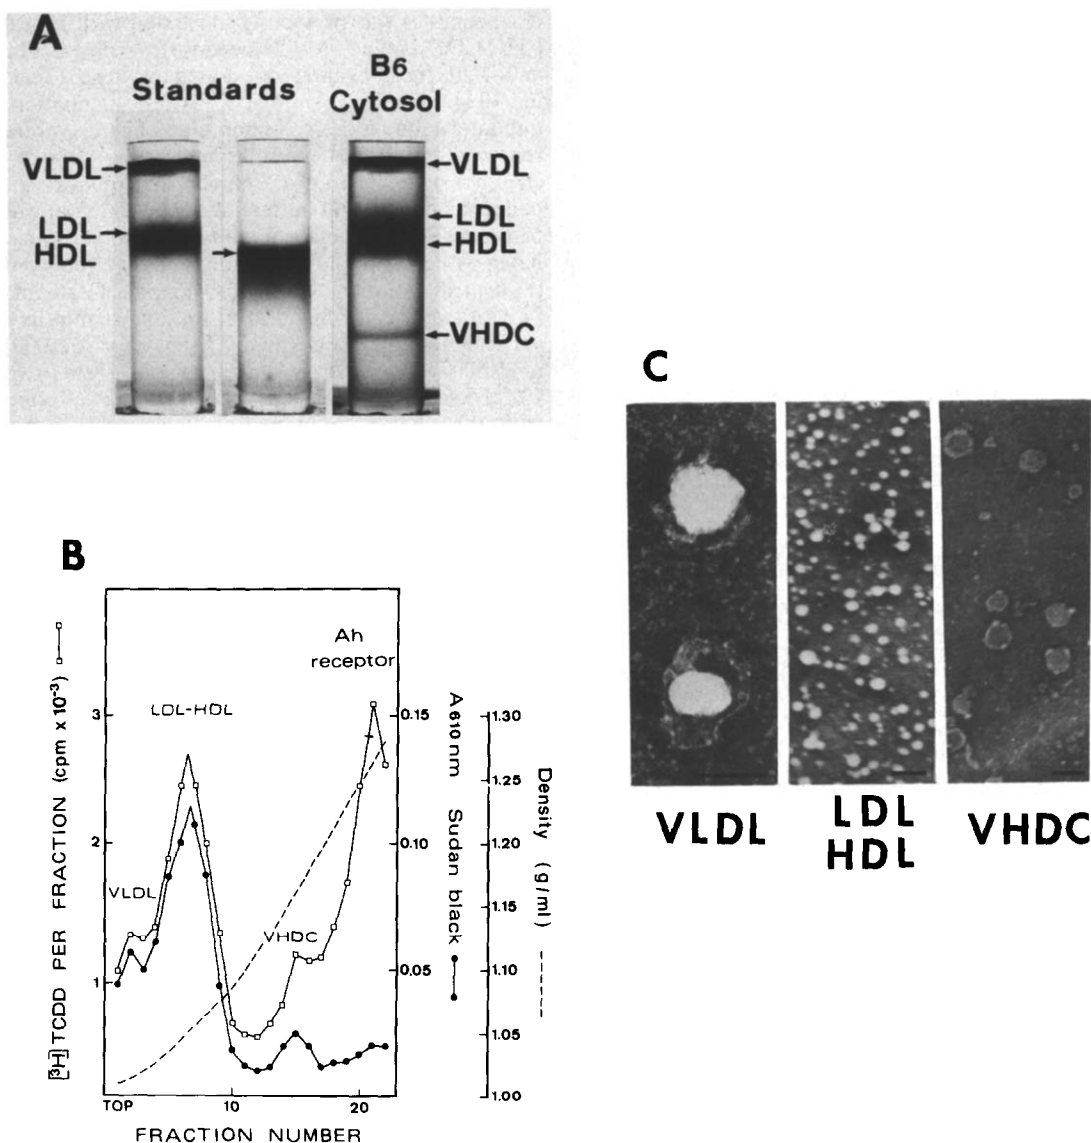 A
Standards
B6
Cytosol
VLDL
LDL
HDL
VLDL
LDL
HDL
VHDC
B
[³H]TCDD PER FRACTION (cpm x 10⁻³)
3
2
1
VLDL
LDL-HDL
VHDC
Ah
receptor
0.15
0.10
0.05
A 610 nm Sudan black
1.30
1.25
1.20
1.15
1.10
1.05
1.00
Density (g/ml)
TOP
10
20
FRACTION NUMBER
C
VLDL
LDL
HDL
VHDC